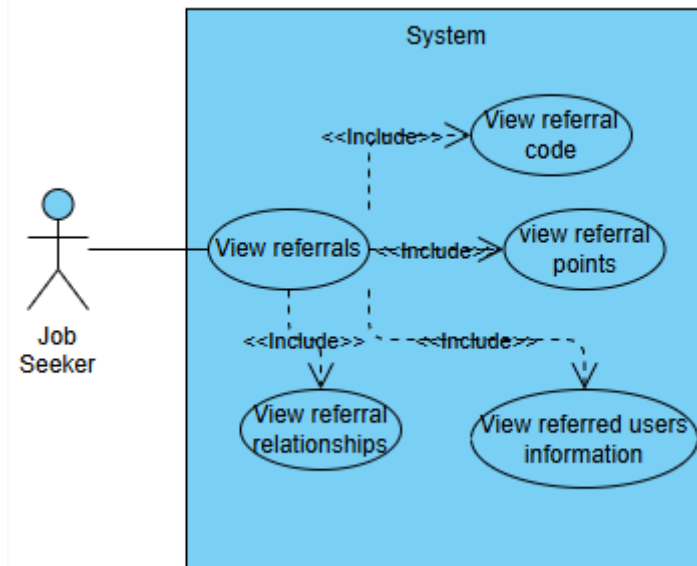 System
<<Include>>
View referral
code
View referrals
<<Include>>
view referral
points
Job
Seeker
<<Include>>
<<Include>>
View referral
relationships
View referred users
information